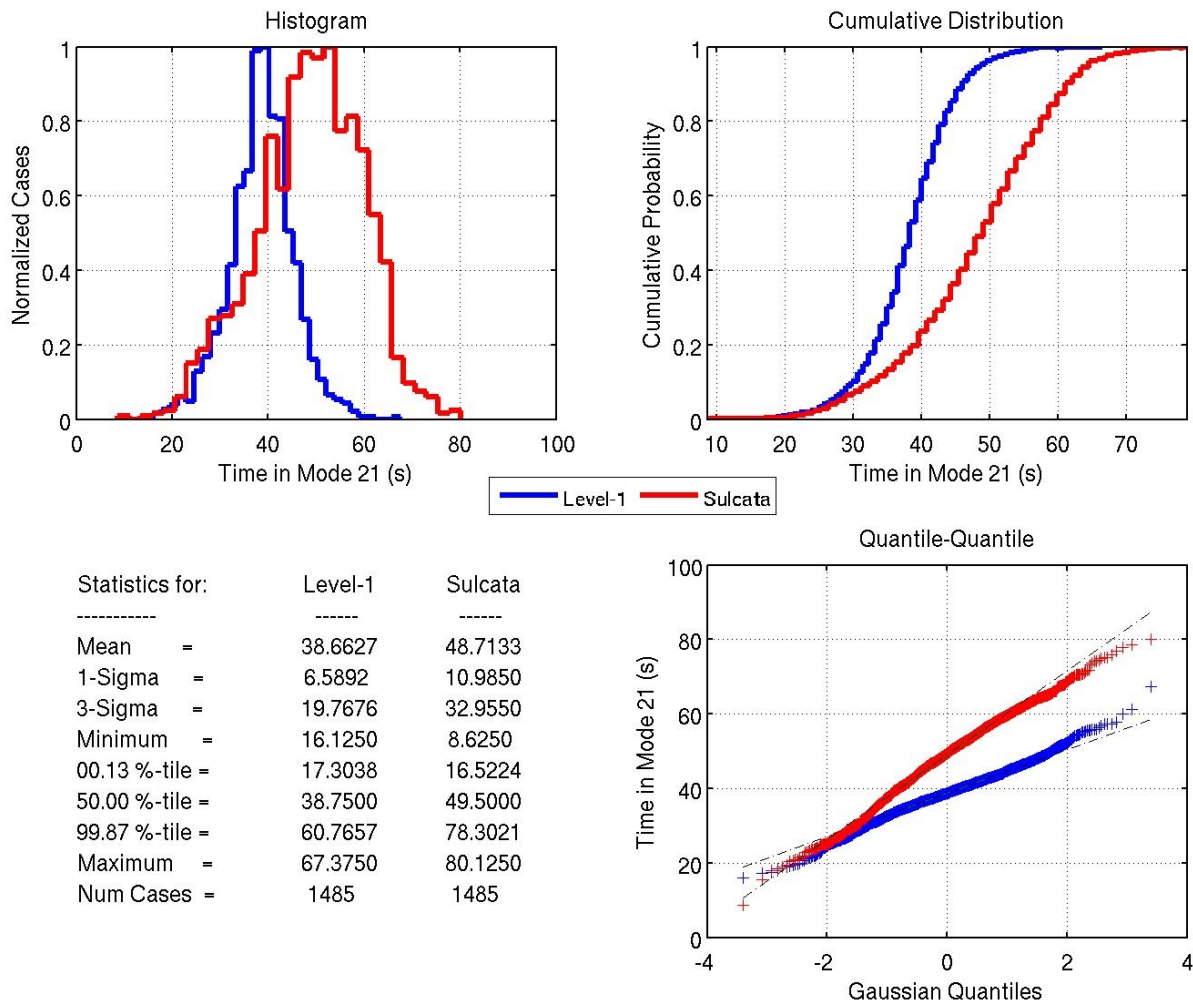 Histogram
1
0.8
0.6
0.4
0.2
0
Normalized Cases
0 20 40 60 80 100
Time in Mode 21 (s)
Cumulative Distribution
1
0.8
0.6
0.4
0.2
0
Cumulative Probability
10 20 30 40 50 60 70
Time in Mode 21 (s)
Level-1 Sulcata
Statistics for: Level-1 Sulcata
----------- ------ ------
Mean = 38.6627 48.7133
1-Sigma = 6.5892 10.9850
3-Sigma = 19.7676 32.9550
Minimum = 16.1250 8.6250
00.13 %-tile = 17.3038 16.5224
50.00 %-tile = 38.7500 49.5000
99.87 %-tile = 60.7657 78.3021
Maximum = 67.3750 80.1250
Num Cases = 1485 1485
Quantile-Quantile
100
80
60
40
20
0
Time in Mode 21 (s)
-4 -2 0 2 4
Gaussian Quantiles